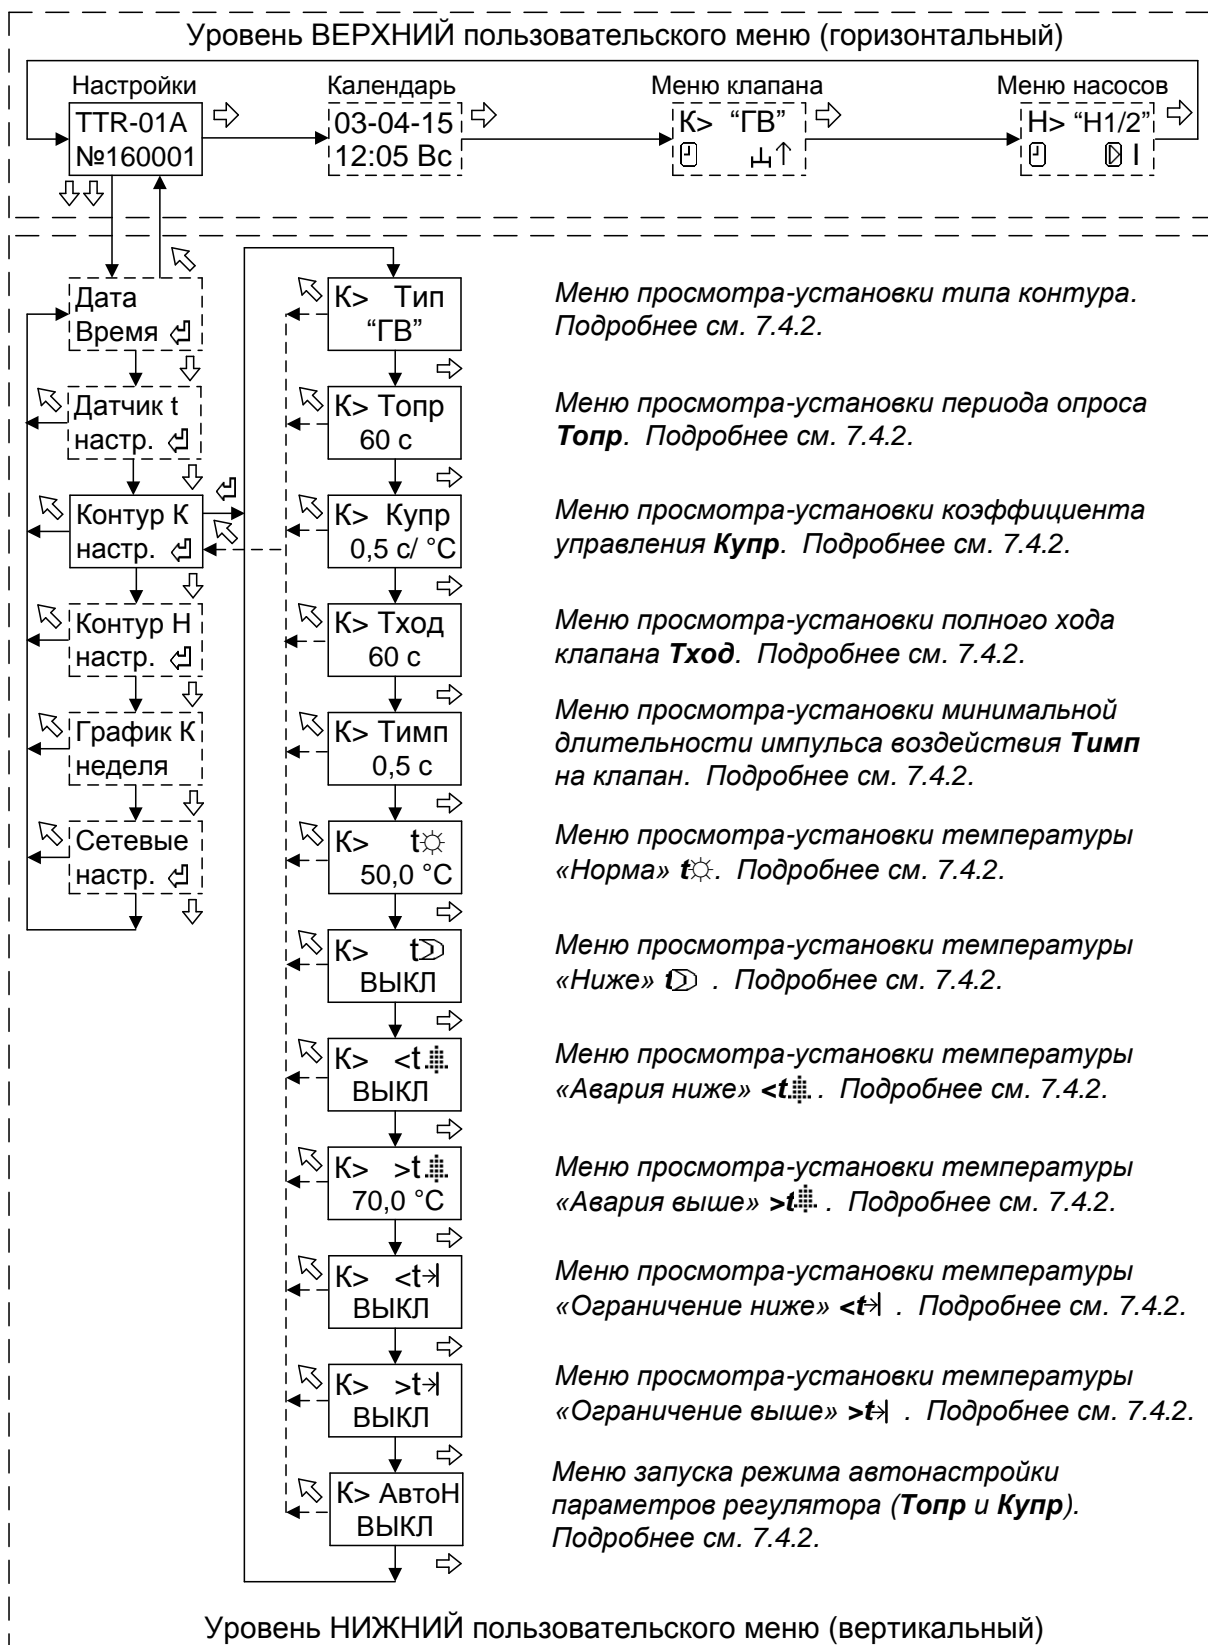 Уровень ВЕРХНИЙ пользовательского меню (горизонтальный)
Настройки
TTR-01A
№160001
Календарь
03-04-15
12:05 Вс
Меню клапана
К> “ГВ”
Меню насосов
Н> “Н1/2”
I
Дата
Время
Датчик t
настр.
Контур К
настр.
Контур Н
настр.
График К
неделя
Сетевые
настр.
К> Тип
“ГВ”
Меню просмотра-установки типа контура.
Подробнее см. 7.4.2.
К> Топр
60 с
Меню просмотра-установки периода опроса
Топр. Подробнее см. 7.4.2.
К> Купр
0,5 с/ °С
Меню просмотра-установки коэффициента
управления Купр. Подробнее см. 7.4.2.
К> Тход
60 с
Меню просмотра-установки полного хода
клапана Тход. Подробнее см. 7.4.2.
К> Тимп
0,5 с
Меню просмотра-установки минимальной
длительности импульса воздействия Тимп
на клапан. Подробнее см. 7.4.2.
К> t☼
50,0 °С
Меню просмотра-установки температуры
«Норма» t☼. Подробнее см. 7.4.2.
К> t
ВЫКЛ
Меню просмотра-установки температуры
«Ниже» t . Подробнее см. 7.4.2.
К> <t
ВЫКЛ
Меню просмотра-установки температуры
«Авария ниже» <t . Подробнее см. 7.4.2.
К> >t
70,0 °С
Меню просмотра-установки температуры
«Авария выше» >t . Подробнее см. 7.4.2.
К> <t
ВЫКЛ
Меню просмотра-установки температуры
«Ограничение ниже» <t . Подробнее см. 7.4.2.
К> >t
ВЫКЛ
Меню просмотра-установки температуры
«Ограничение выше» >t . Подробнее см. 7.4.2.
К> АвтоН
ВЫКЛ
Меню запуска режима автонастройки
параметров регулятора (Топр и Купр).
Подробнее см. 7.4.2.
Уровень НИЖНИЙ пользовательского меню (вертикальный)